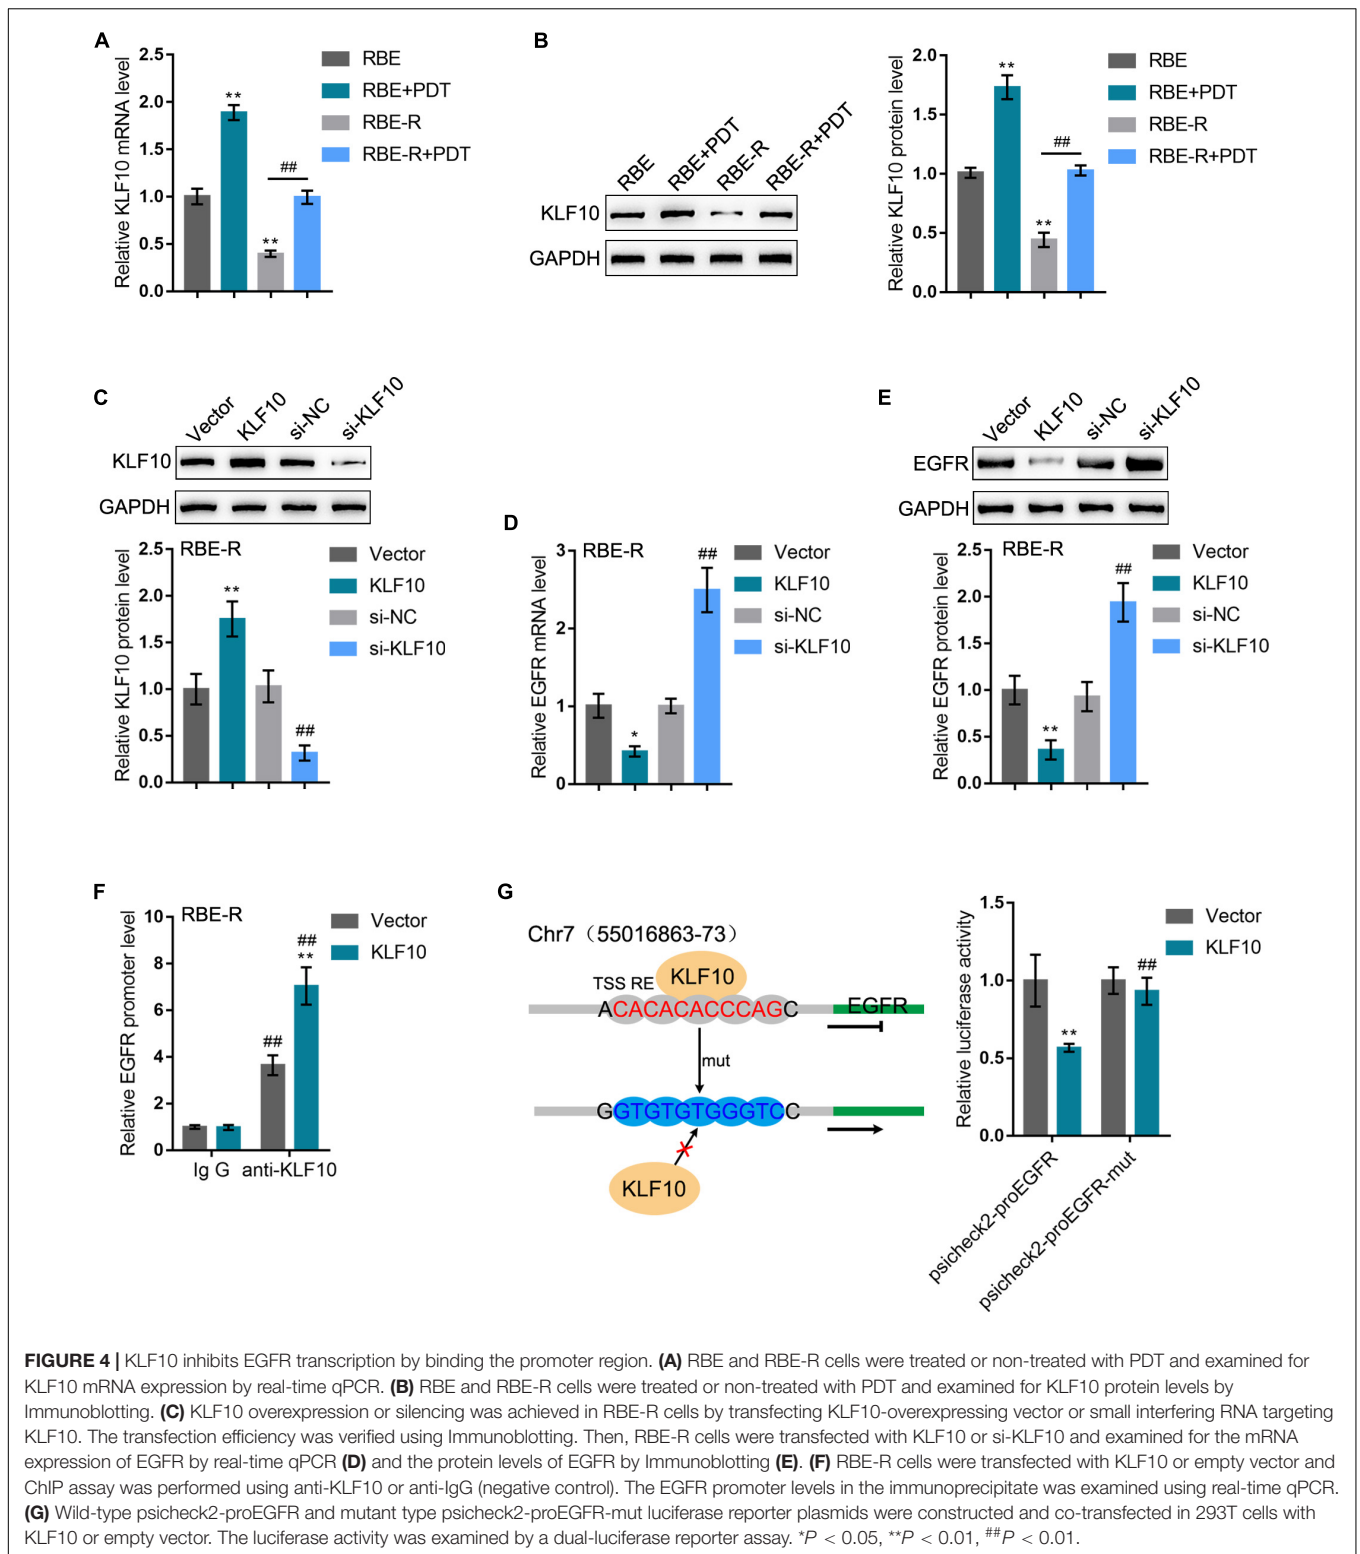 A
Relative KLF10 mRNA level
2.5
2.0
1.5
1.0
0.5
0.0
**
**
##
RBE
RBE+PDT
RBE-R
RBE-R+PDT
B
RBE
RBE+PDT
RBE-R
RBE-R+PDT
KLF10
GAPDH
Relative KLF10 protein level
2.0
1.5
1.0
0.5
0.0
**
**
##
RBE
RBE+PDT
RBE-R
RBE-R+PDT
C
Vector
KLF10
si-NC
si-KLF10
KLF10
GAPDH
Relative KLF10 protein level
2.5
2.0
1.5
1.0
0.5
0.0
RBE-R
**
##
Vector
KLF10
si-NC
si-KLF10
D
Relative EGFR mRNA level
3
2
1
0
RBE-R
*
##
Vector
KLF10
si-NC
si-KLF10
E
Vector
KLF10
si-NC
si-KLF10
EGFR
GAPDH
Relative EGFR protein level
2.5
2.0
1.5
1.0
0.5
0.0
RBE-R
**
##
Vector
KLF10
si-NC
si-KLF10
F
Relative EGFR promoter level
10
8
6
4
2
0
RBE-R
##
##
**
Ig G anti-KLF10
Vector
KLF10
G
Chr7（55016863-73）
TSS RE
KLF10
ACACACACCCAGC
EGFR
mut
GGTGTGTGGGTCC
KLF10
Relative luciferase activity
1.5
1.0
0.5
0.0
**
##
psicheck2-proEGFR
psicheck2-proEGFR-mut
Vector
KLF10
FIGURE 4 | KLF10 inhibits EGFR transcription by binding the promoter region. (A) RBE and RBE-R cells were treated or non-treated with PDT and examined for
KLF10 mRNA expression by real-time qPCR. (B) RBE and RBE-R cells were treated or non-treated with PDT and examined for KLF10 protein levels by
Immunoblotting. (C) KLF10 overexpression or silencing was achieved in RBE-R cells by transfecting KLF10-overexpressing vector or small interfering RNA targeting
KLF10. The transfection efficiency was verified using Immunoblotting. Then, RBE-R cells were transfected with KLF10 or si-KLF10 and examined for the mRNA
expression of EGFR by real-time qPCR (D) and the protein levels of EGFR by Immunoblotting (E). (F) RBE-R cells were transfected with KLF10 or empty vector and
ChIP assay was performed using anti-KLF10 or anti-IgG (negative control). The EGFR promoter levels in the immunoprecipitate was examined using real-time qPCR.
(G) Wild-type psicheck2-proEGFR and mutant type psicheck2-proEGFR-mut luciferase reporter plasmids were constructed and co-transfected in 293T cells with
KLF10 or empty vector. The luciferase activity was examined by a dual-luciferase reporter assay. *P < 0.05, **P < 0.01, ##P < 0.01.